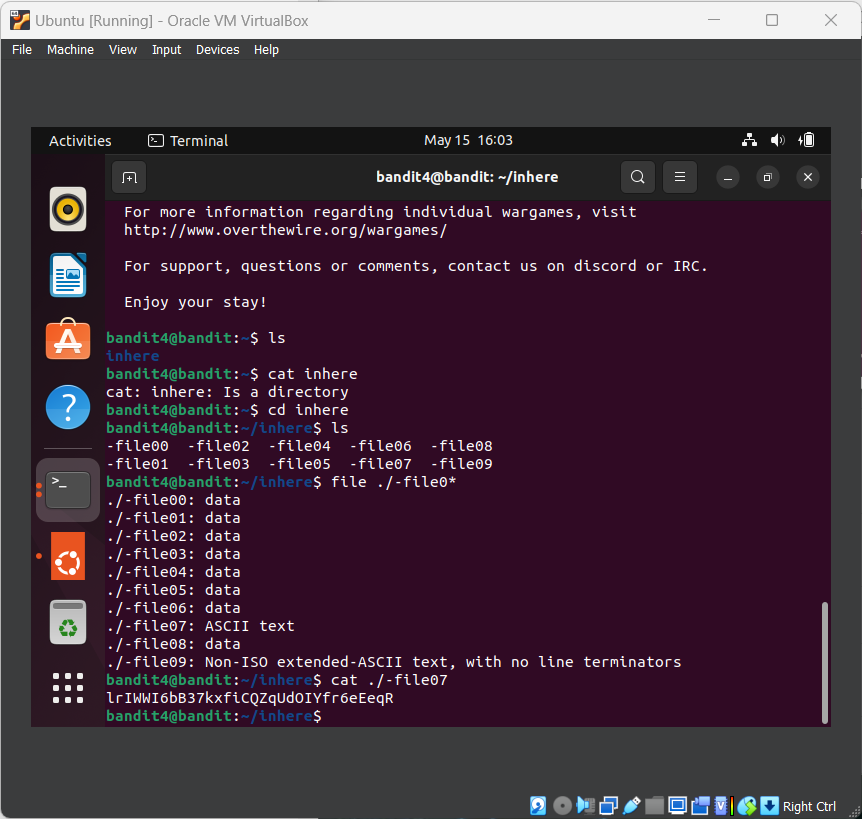 Ubuntu [Running] - Oracle VM VirtualBox
File Machine View Input Devices Help
Activities Terminal May 15 16:03
bandit4@bandit: ~/inhere
For more information regarding individual wargames, visit
http://www.overthewire.org/wargames/
For support, questions or comments, contact us on discord or IRC.
Enjoy your stay!
bandit4@bandit:~$ ls
inhere
bandit4@bandit:~$ cat inhere
cat: inhere: Is a directory
bandit4@bandit:~$ cd inhere
bandit4@bandit:~/inhere$ ls
-file00 -file02 -file04 -file06 -file08
-file01 -file03 -file05 -file07 -file09
bandit4@bandit:~/inhere$ file ./-file0*
./-file00: data
./-file01: data
./-file02: data
./-file03: data
./-file04: data
./-file05: data
./-file06: data
./-file07: ASCII text
./-file08: data
./-file09: Non-ISO extended-ASCII text, with no line terminators
bandit4@bandit:~/inhere$ cat ./-file07
lrIWWI6bB37kxfiCQZqUdOIYfr6eEeqR
bandit4@bandit:~/inhere$
Right Ctrl